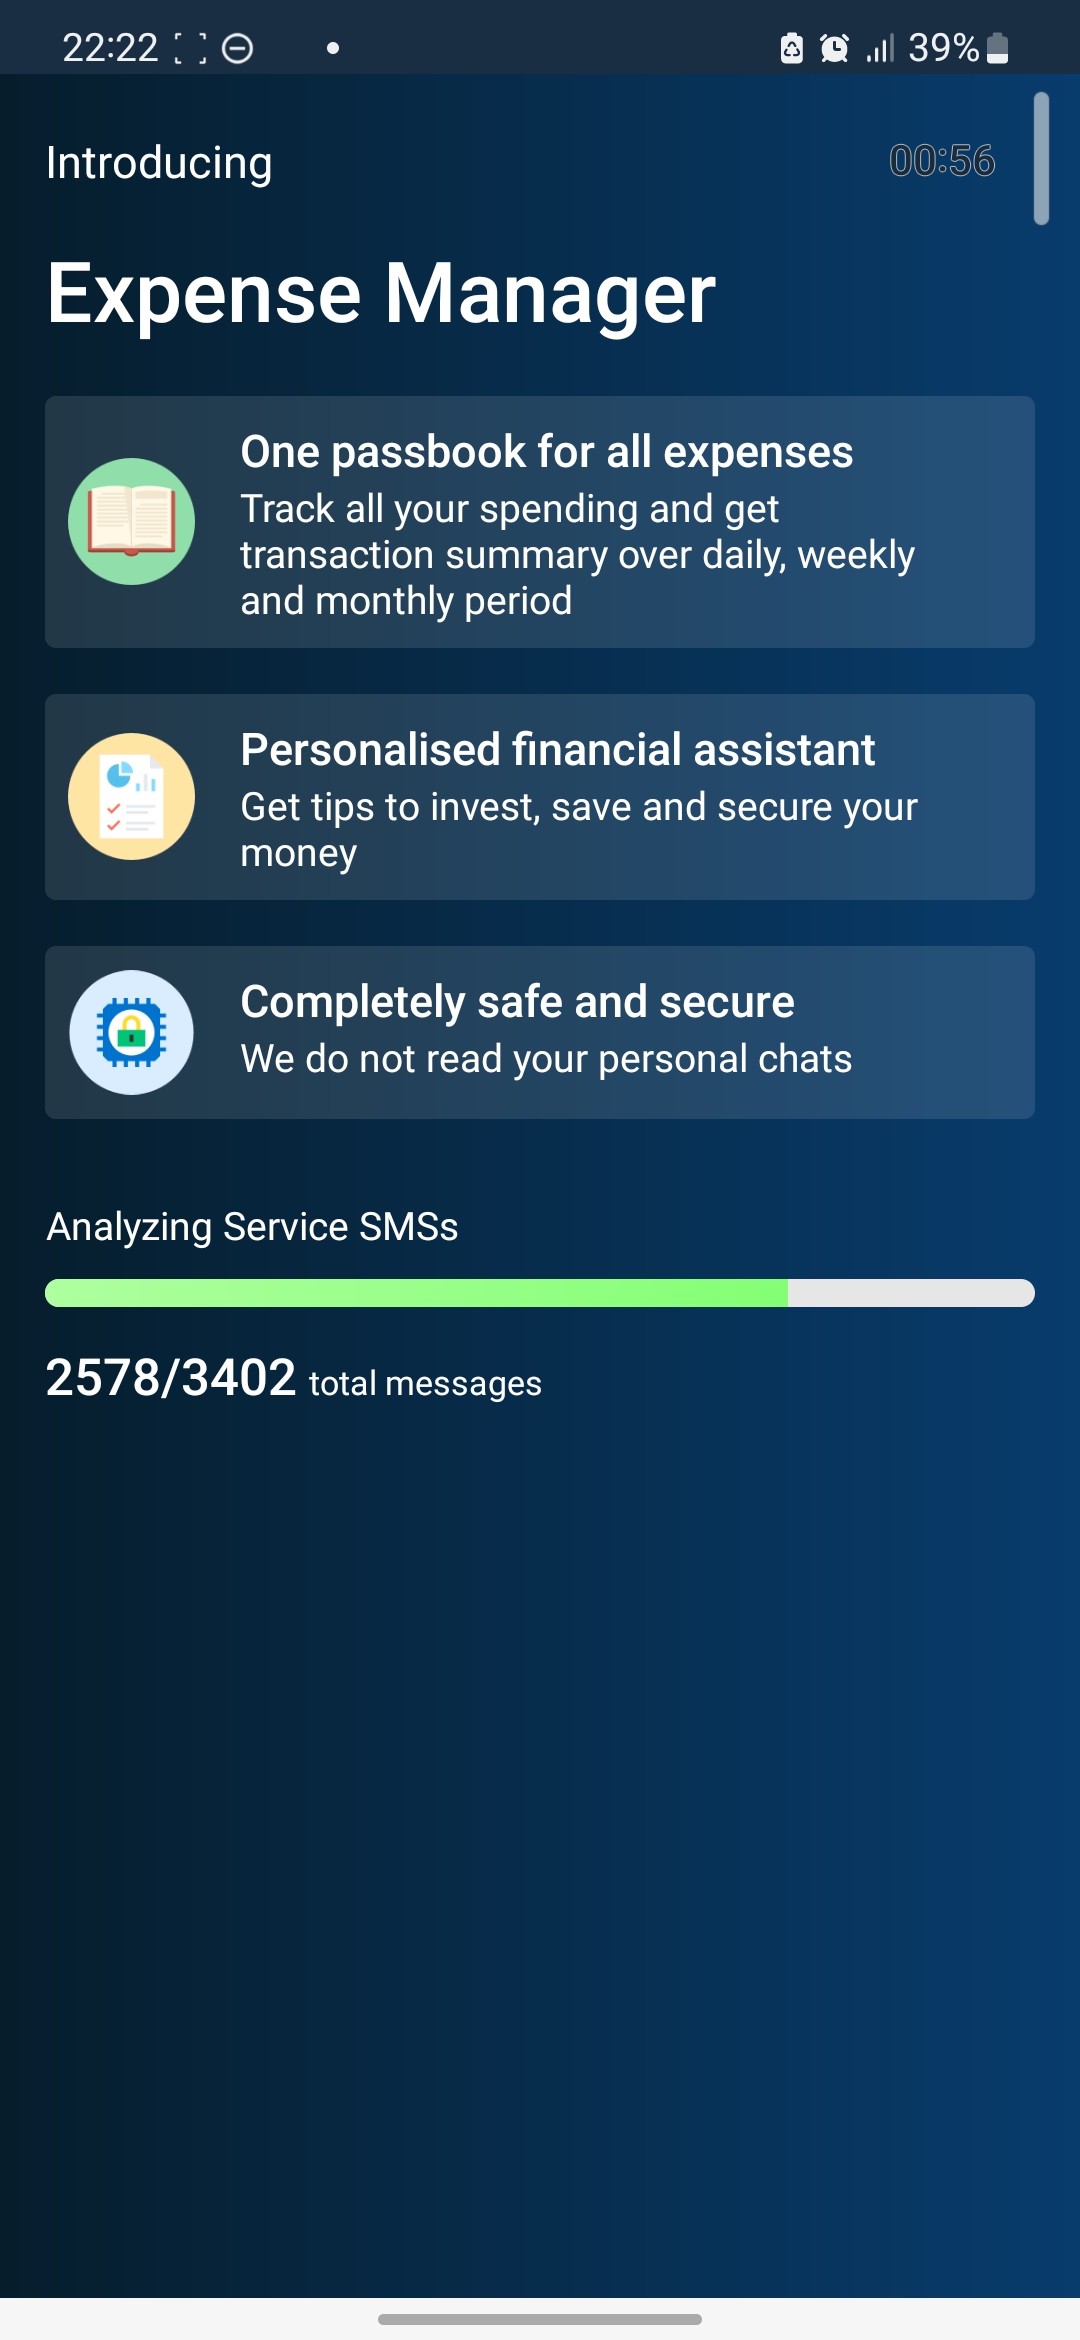 22:22
39%
Introducing
00:56
Expense Manager
One passbook for all expenses
Track all your spending and get
transaction summary over daily, weekly
and monthly period
Personalised financial assistant
Get tips to invest, save and secure your
money
Completely safe and secure
We do not read your personal chats
Analyzing Service SMSs
2578/3402 total messages